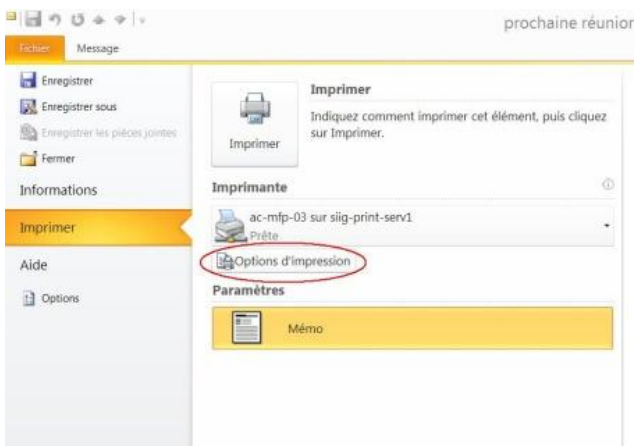 prochaine réunion
Fichier Message
Enregistrer
Enregistrer sous
Enregistrer les pièces jointes
Fermer
Informations
Imprimer
Aide
Options
Imprimer
Imprimer
Indiquez comment imprimer cet élément, puis cliquez
sur Imprimer.
Imprimante
ac-mfp-03 sur siig-print-serv1
Prête
Options d'impression
Paramètres
Mémo